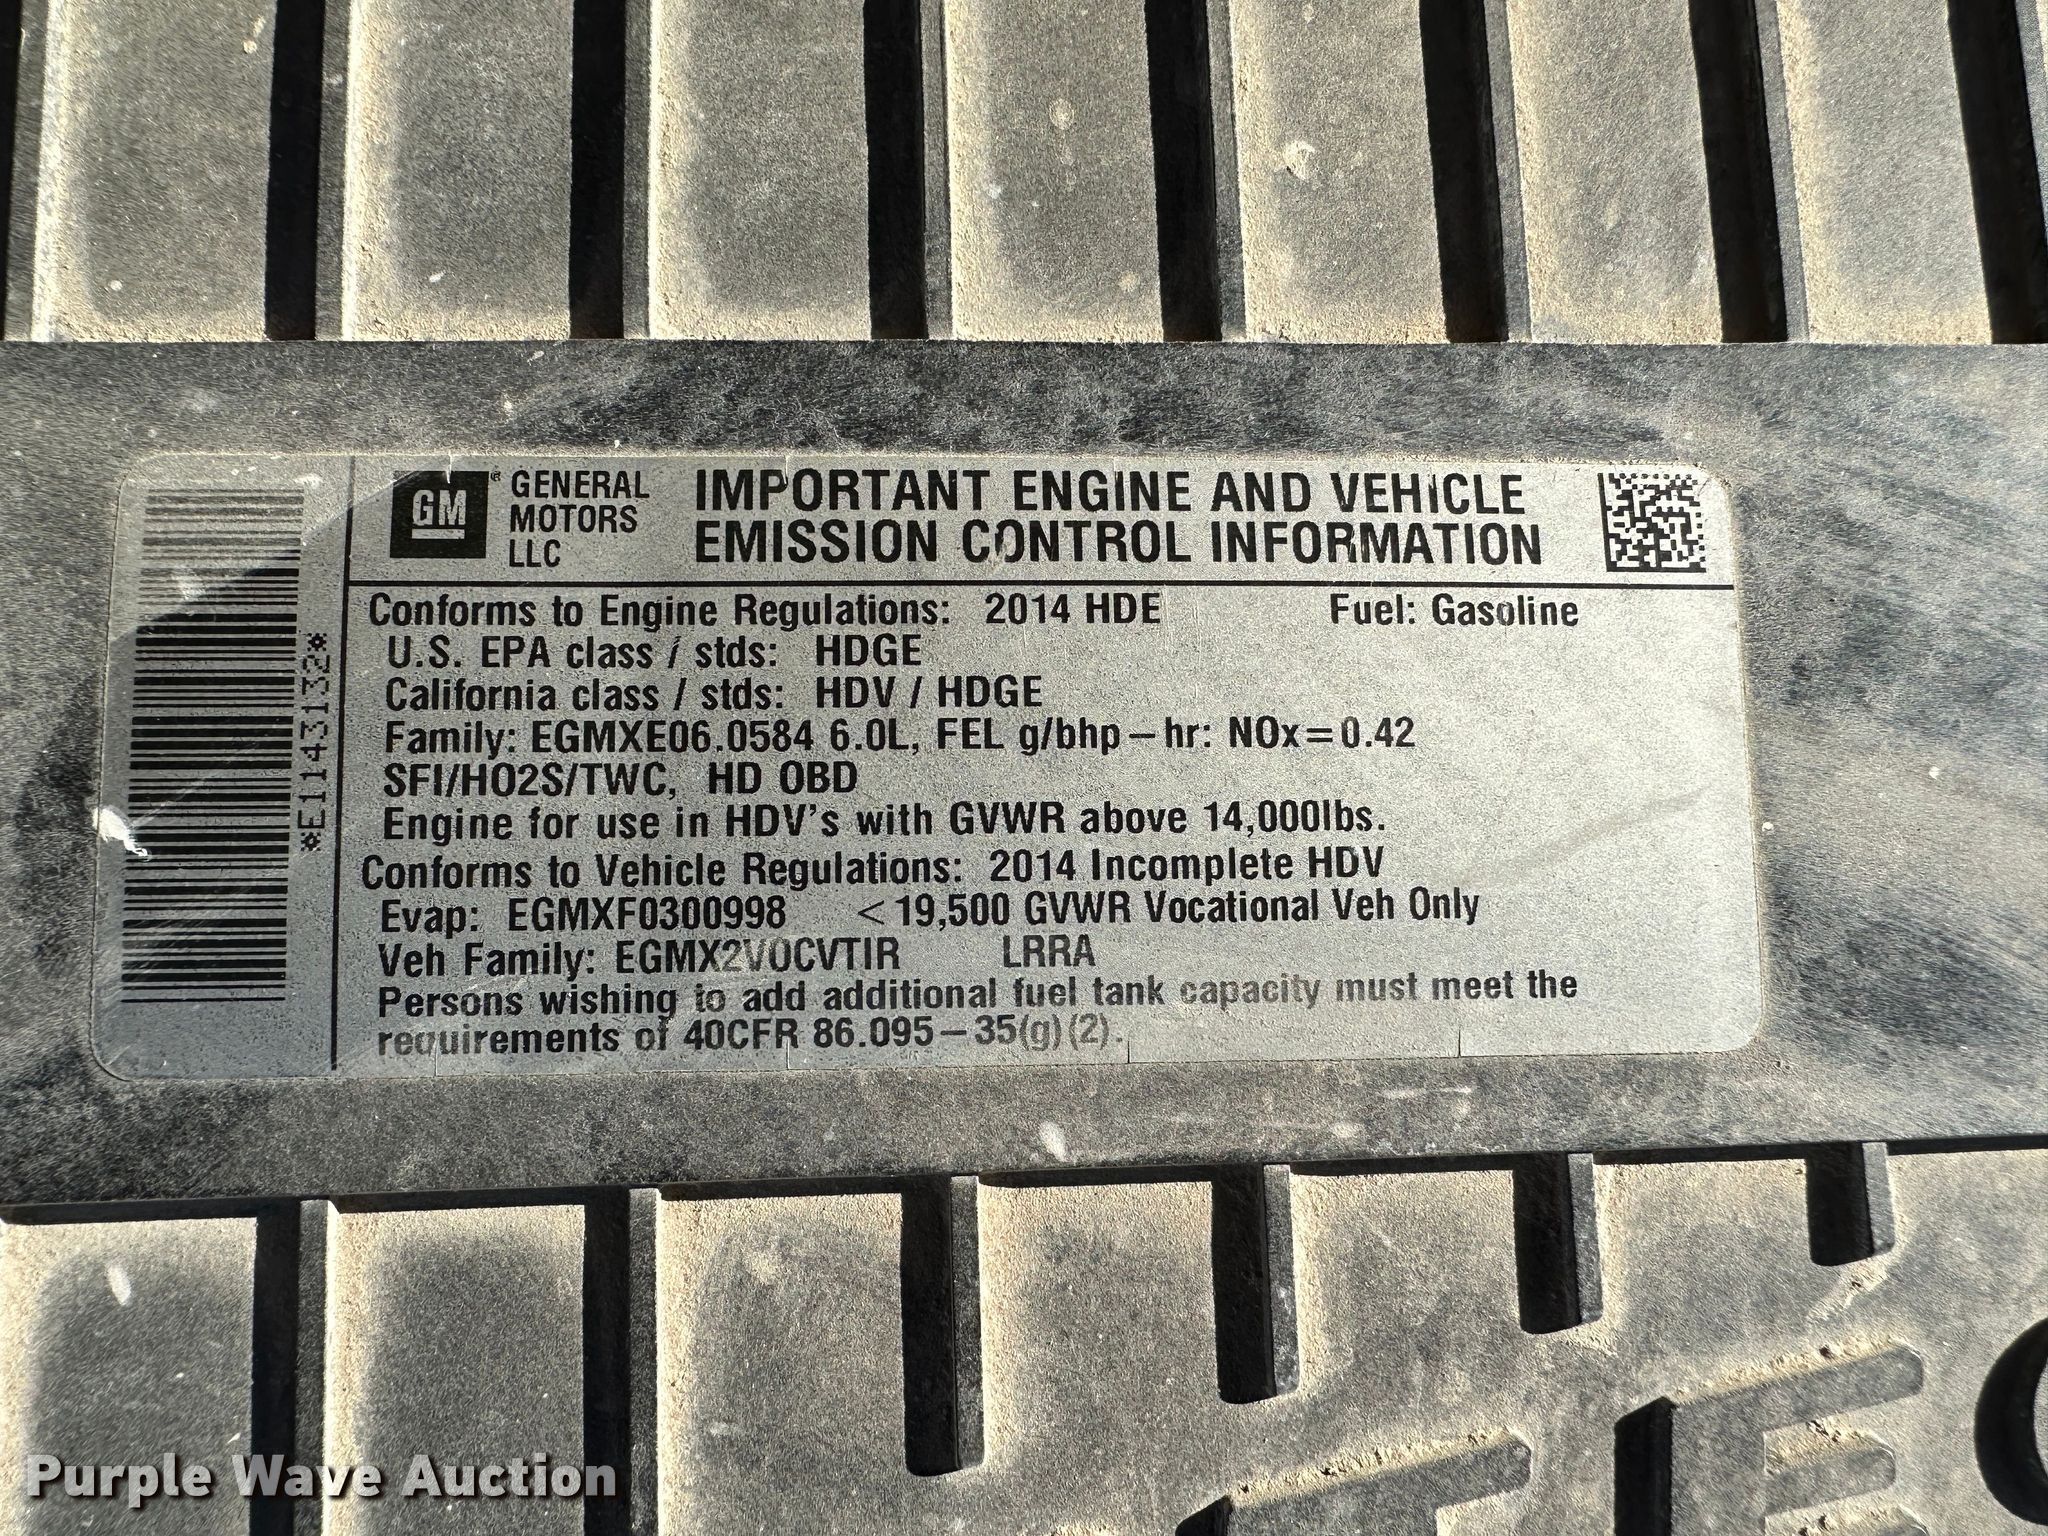 GM
GENERAL
MOTORS
LLC
IMPORTANT ENGINE AND VEHICLE
EMISSION CONTROL INFORMATION
Conforms to Engine Regulations: 2014 HDE Fuel: Gasoline
U.S. EPA class / stds: HDGE
California class / stds: HDV / HDGE
Family: EGMXE06.0584 6.0L, FEL g/bhp-hr: NOx=0.42
SFI/HO2S/TWC, HD OBD
Engine for use in HDV's with GVWR above 14,000lbs.
Conforms to Vehicle Regulations: 2014 Incomplete HDV
Evap: EGMXF0300998 <19,500 GVWR Vocational Veh Only
Veh Family: EGMX2VOCVTIR LRRA
Persons wishing to add additional fuel tank capacity must meet the
requirements of 40CFR 86.095-35(g)(2).
*E1143132*
Purple Wave Auction